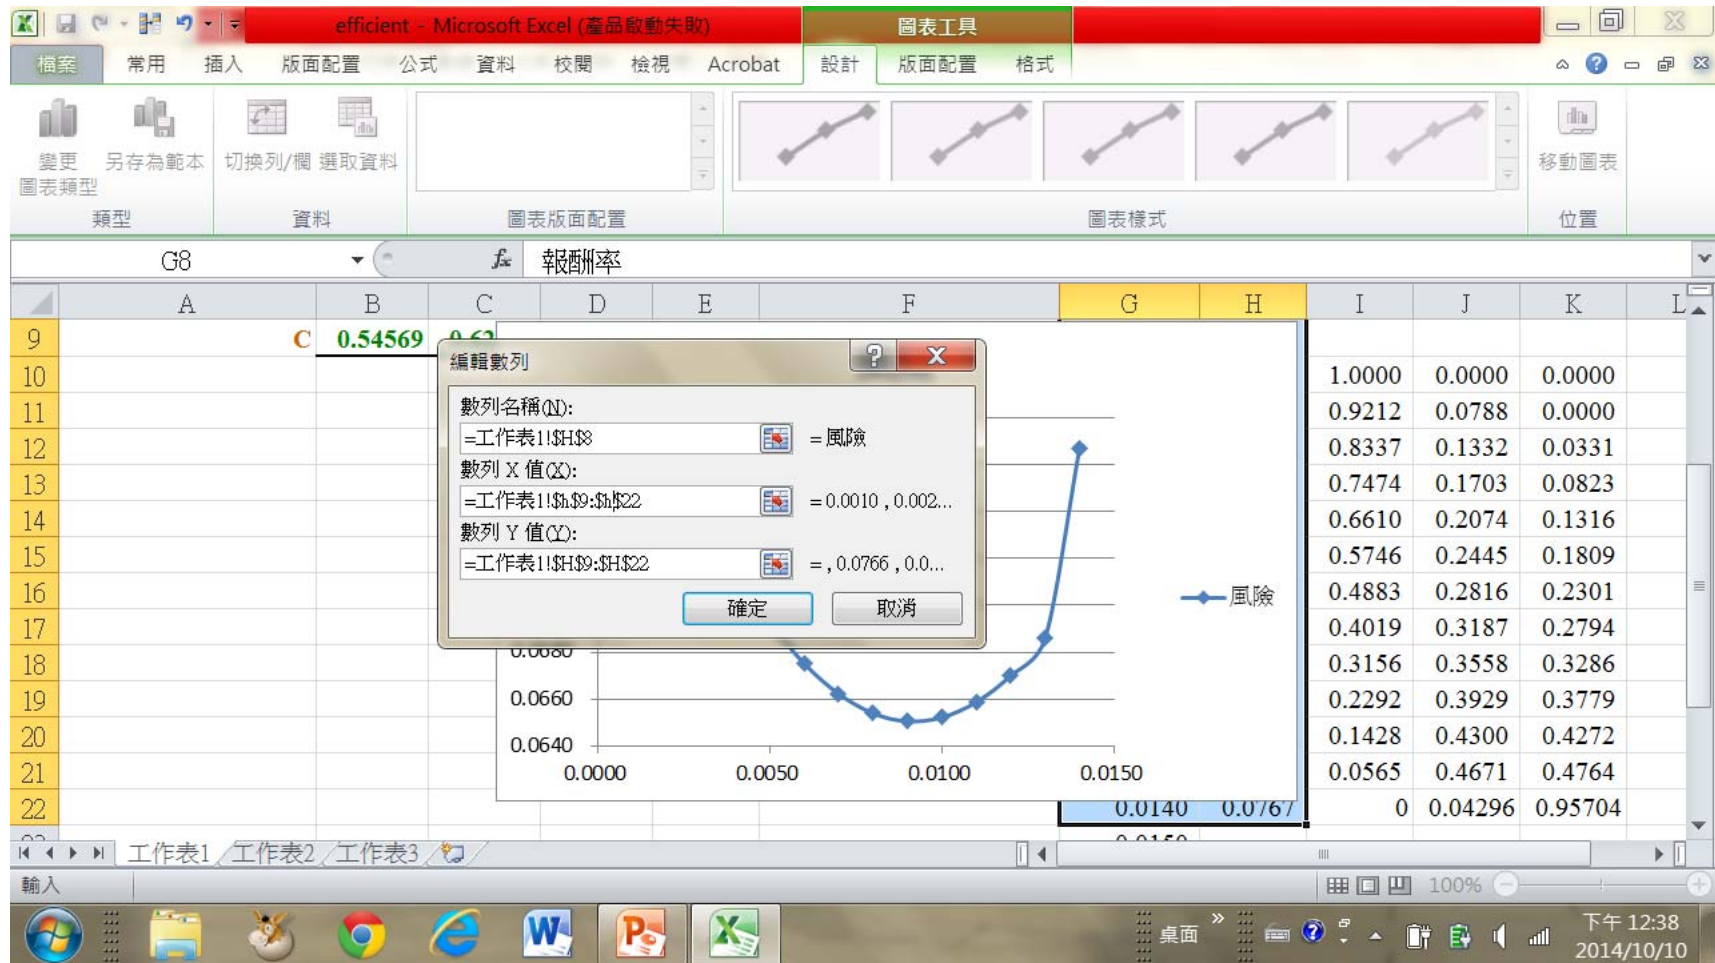 efficient - Microsoft Excel (產品啟動失敗)
圖表工具
檔案 常用 插入 版面配置 公式 資料 校閱 檢視 Acrobat 設計 版面配置 格式
變更
圖表類型
另存為範本 切換列/欄 選取資料 移動圖表
類型 資料 圖表版面配置 圖表樣式 位置
G8 fx 報酬率
A B C D E F G H I J K L
9 C 0.54569
10 1.0000 0.0000 0.0000
11 0.9212 0.0788 0.0000
12 0.8337 0.1332 0.0331
13 0.7474 0.1703 0.0823
14 0.6610 0.2074 0.1316
15 0.5746 0.2445 0.1809
16 0.4883 0.2816 0.2301
17 0.4019 0.3187 0.2794
18 0.3156 0.3558 0.3286
19 0.2292 0.3929 0.3779
20 0.1428 0.4300 0.4272
21 0.0565 0.4671 0.4764
22 0.0140 0.0767 0 0.04296 0.95704
編輯數列
數列名稱(N):
=工作表1!$H$8 = 風險
數列 X 值(X):
=工作表1!$h$9:$h$22 = 0.0010 , 0.002...
數列 Y 值(Y):
=工作表1!$H$9:$H$22 = , 0.0766 , 0.0...
確定 取消
風險
0.0680
0.0660
0.0640
0.0000 0.0050 0.0100 0.0150
工作表1 工作表2 工作表3
輸入 100%
桌面 下午 12:38
2014/10/10